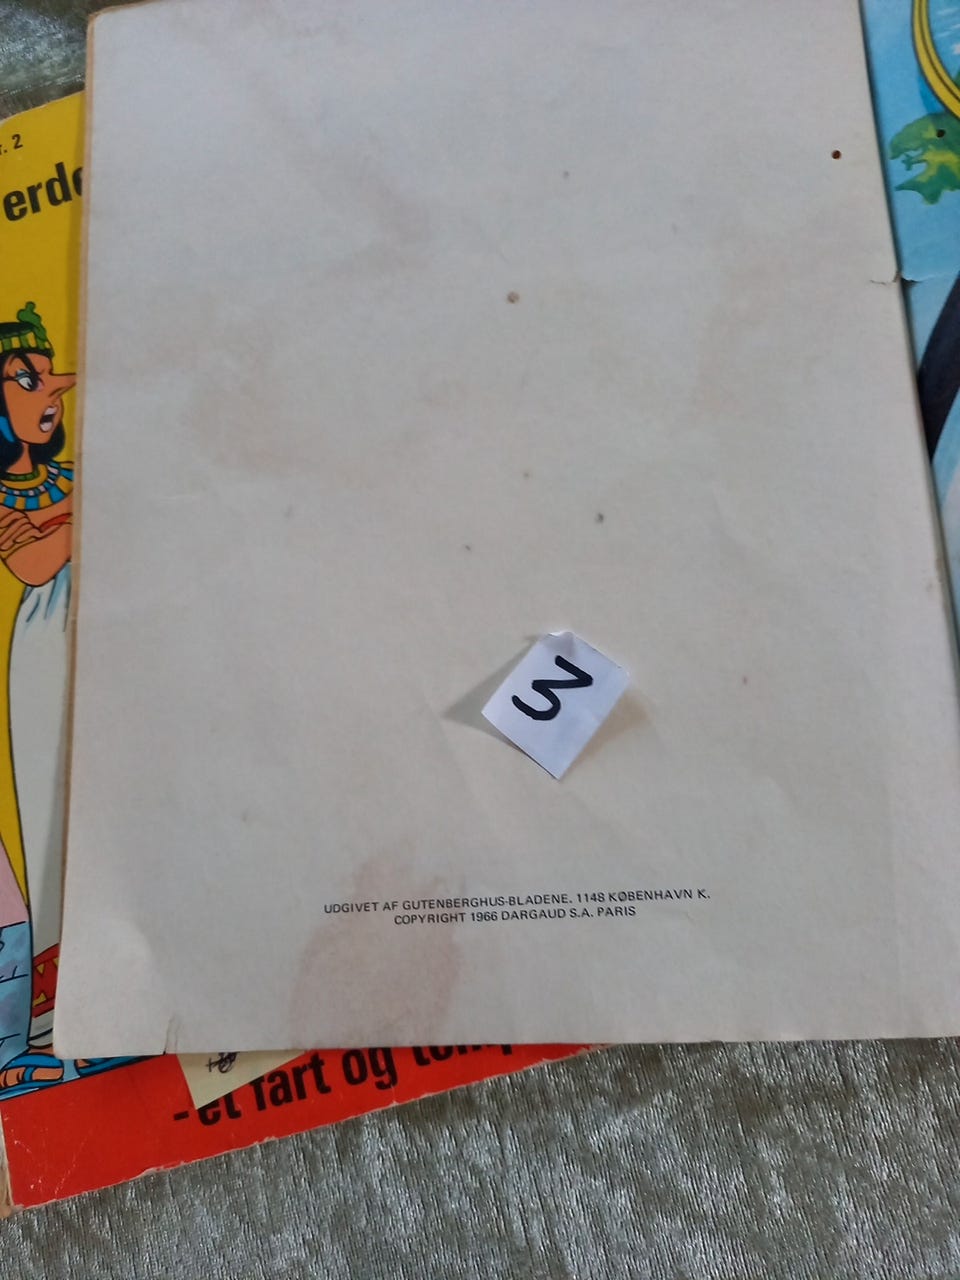 r. 2
erde
3
UDGIVET AF GUTENBERGHUS-BLADENE. 1148 KØBENHAVN K.
COPYRIGHT 1966 DARGAUD S.A. PARIS
- et fart og